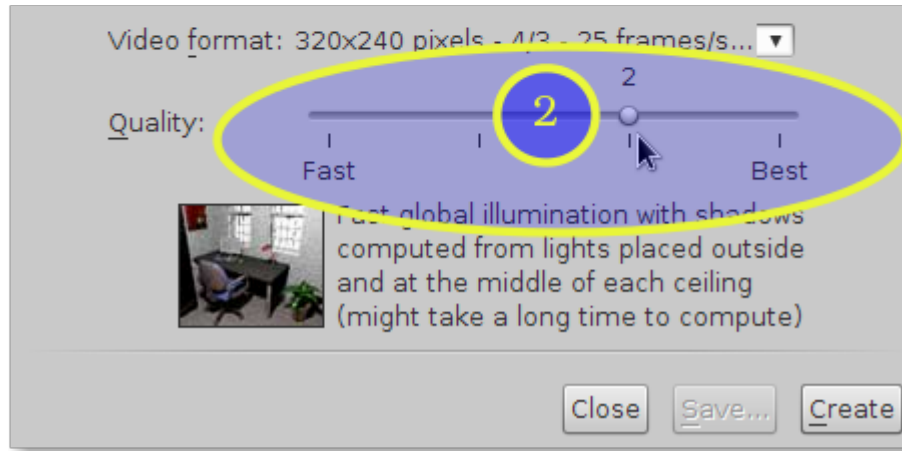 Video format: 320x240 pixels - 4/3 - 25 frames/s...
2
2
Quality:
Fast
Best
Fast global illumination with shadows
computed from lights placed outside
and at the middle of each ceiling
(might take a long time to compute)
Close
Save...
Create